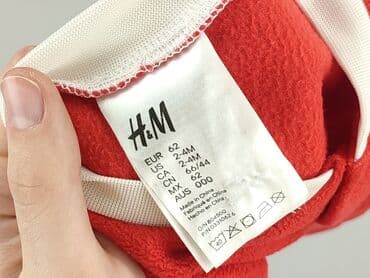 H&M
EUR 62
US 2-4M
CA 2-4M
CN 66/44
MX 62
AUS 000
Made in China
Fabriqué en Chine
Hecho en China